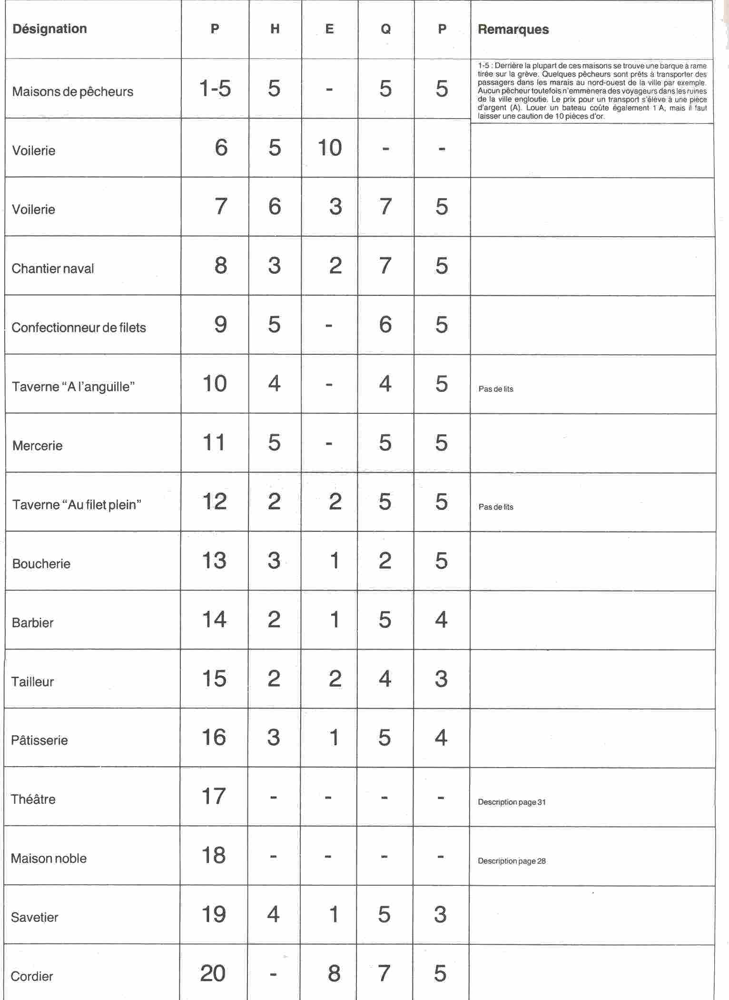 Désignation P H E Q P Remarques
Maisons de pêcheurs 1-5 5 - 5 5
1-5 : Derrière la plupart de ces maisons se trouve une barque à rame
tirée sur la grève. Quelques pêcheurs sont prêts à transporter des
passagers dans les marais au nord-ouest de la ville par exemple.
Aucun pêcheur toutefois n'emmènera des voyageurs dans les ruines
de la ville engloutie. Le prix pour un transport s'élève à une pièce
d'argent (A). Louer un bateau coûte également 1 A, mais il faut
laisser une caution de 10 pièces d'or.
Voilerie 6 5 10 - -
Voilerie 7 6 3 7 5
Chantier naval 8 3 2 7 5
Confectionneur de filets 9 5 - 6 5
Taverne "A l'anguille" 10 4 - 4 5 Pas de lits
Mercerie 11 5 - 5 5
Taverne "Au filet plein" 12 2 2 5 5 Pas de lits
Boucherie 13 3 1 2 5
Barbier 14 2 1 5 4
Tailleur 15 2 2 4 3
Pâtisserie 16 3 1 5 4
Théâtre 17 - - - - Description page 31
Maison noble 18 - - - - Description page 28
Savetier 19 4 1 5 3
Cordier 20 - 8 7 5